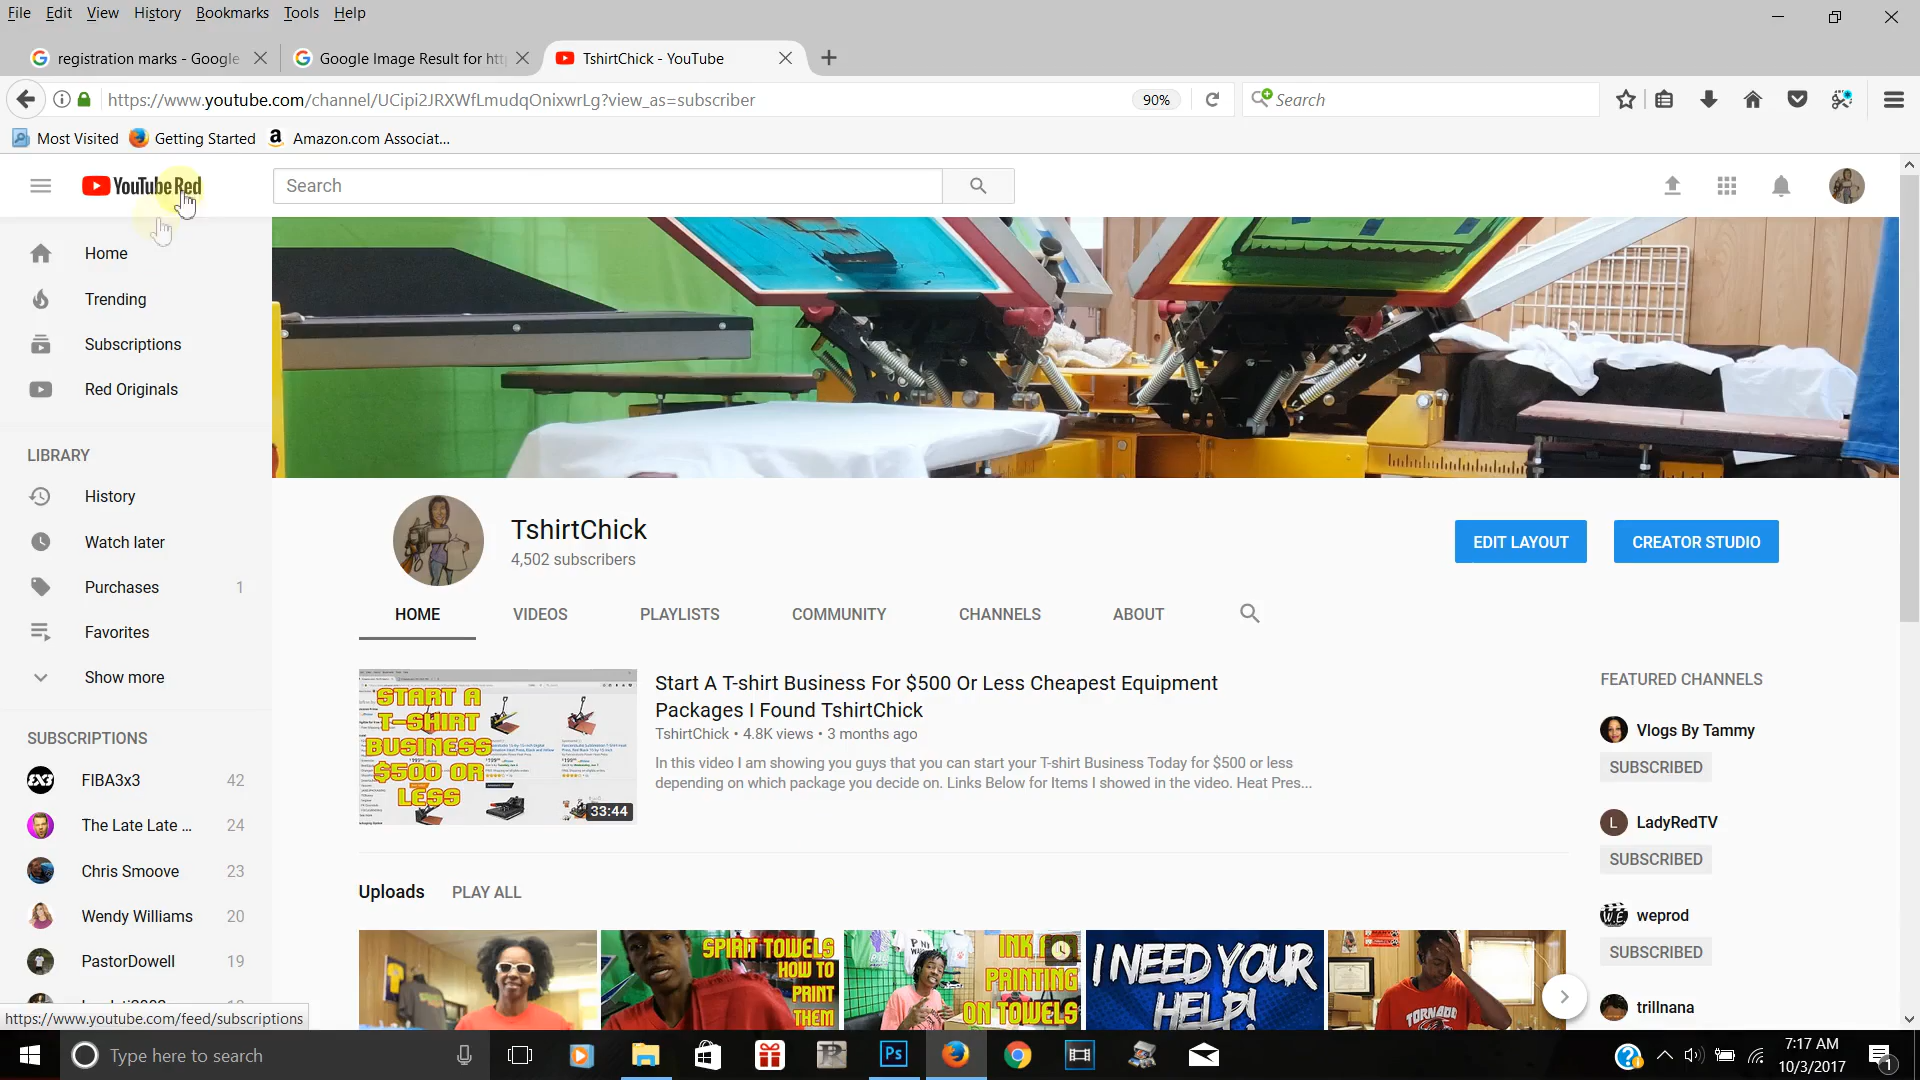 File Edit View History Bookmarks Tools Help
registration marks - Google
Google Image Result for htt
TshirtChick - YouTube
https://www.youtube.com/channel/UCipi2JRXWfLmudqOnixwrLg?view_as=subscriber
90%
Search
Most Visited
Getting Started
Amazon.com Associat...
YouTube Red
Search
Home
Trending
Subscriptions
Red Originals
LIBRARY
History
Watch later
Purchases 1
Favorites
Show more
SUBSCRIPTIONS
FIBA3x3 42
The Late Late ... 24
Chris Smoove 23
Wendy Williams 20
PastorDowell 19
https://www.youtube.com/feed/subscriptions
TshirtChick
4,502 subscribers
EDIT LAYOUT
CREATOR STUDIO
HOME VIDEOS PLAYLISTS COMMUNITY CHANNELS ABOUT
START A
T-SHIRT
BUSINESS
$500 OR
LESS
33:44
Start A T-shirt Business For $500 Or Less Cheapest Equipment
Packages I Found TshirtChick
TshirtChick • 4.8K views • 3 months ago
In this video I am showing you guys that you can start your T-shirt Business Today for $500 or less
depending on which package you decide on. Links Below for Items I showed in the video. Heat Pres...
Uploads PLAY ALL
SPIRIT TOWELS
HOW TO
PRINT
THEM
PRINTING
ON TOWELS
I NEED YOUR
HELP!
TORNADO
FEATURED CHANNELS
Vlogs By Tammy
SUBSCRIBED
L
LadyRedTV
SUBSCRIBED
W.E.
weprod
SUBSCRIBED
trillnana
Type here to search
Ps
7:17 AM
10/3/2017
1